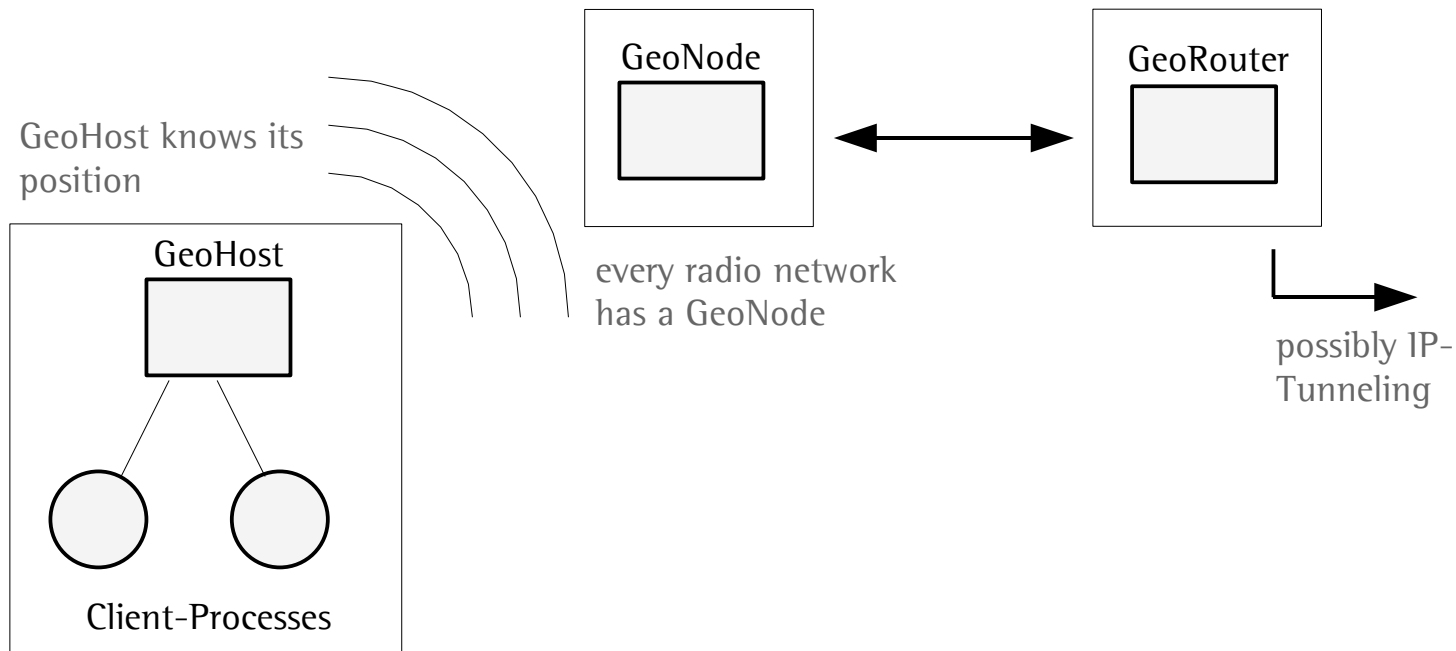 GeoNode
GeoRouter
GeoHost knows its
position
GeoHost
every radio network
has a GeoNode
possibly IP-
Tunneling
Client-Processes